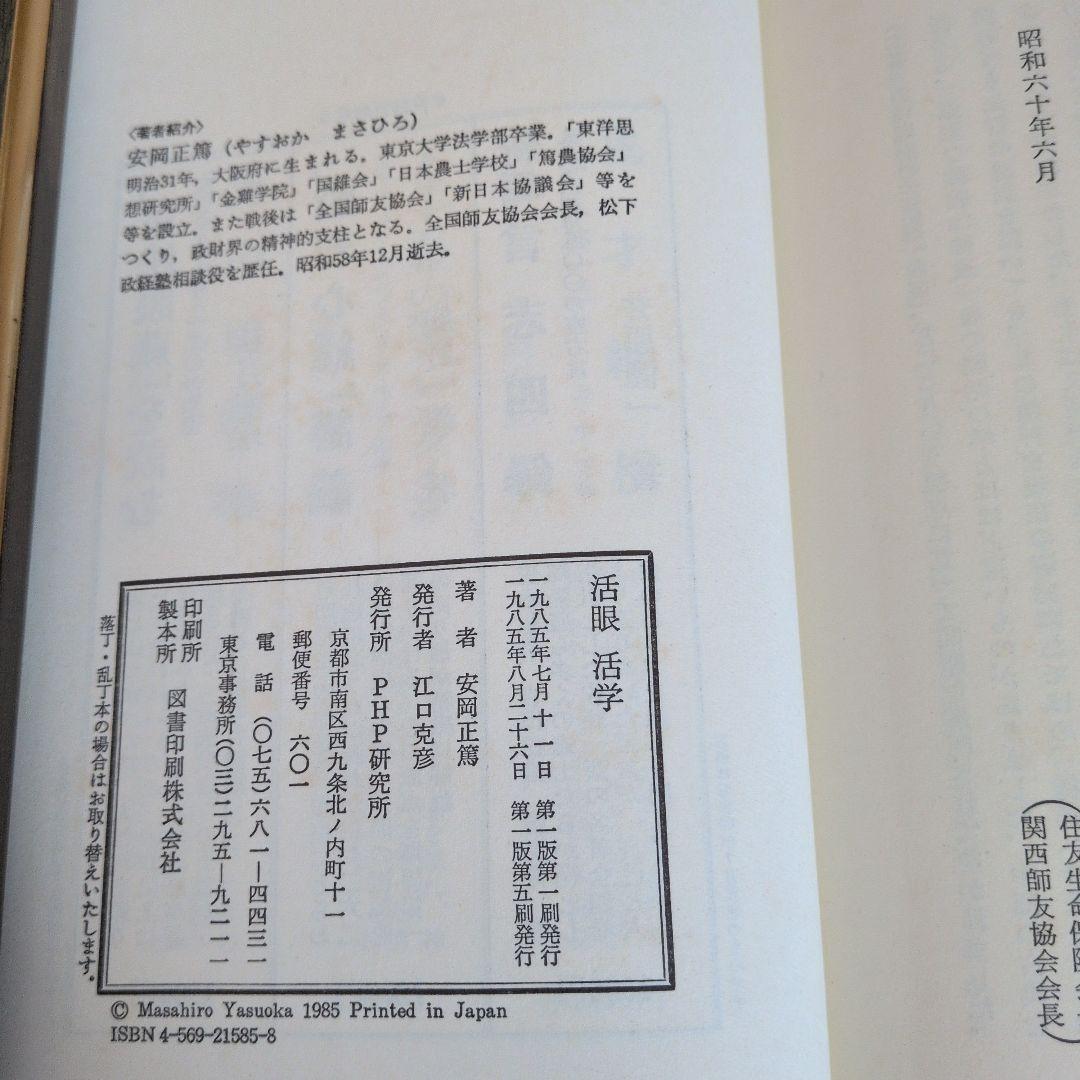 昭和六十年六月
住友生命保険
関西師友協会会長
〈著者紹介〉
安岡正篤(やすおか まさひろ)
明治31年，大阪府に生まれる．東京大学法学部卒業．「東洋思
想研究所」「金雞学院」「国維会」「日本農士学校」「篤農協会」
等を設立．また戦後は「全国師友協会」「新日本協議会」等を
つくり，政財界の精神的支柱となる．全国師友協会会長，松下
政経塾相談役を歴任．昭和58年12月逝去．
活眼 活学
一九八五年七月十一日 第一版第一刷発行
一九八五年八月二十六日 第一版第五刷発行
著者 安岡正篤
発行者 江口克彦
発行所 PHP研究所
京都市南区西九条北ノ内町十一
郵便番号 六〇一
電話 (〇七五)六八一―四四三一
東京事務所(〇三)二九五―九二一一
印刷所
製本所 図書印刷株式会社
落丁・乱丁本の場合はお取り替えいたします．
© Masahiro Yasuoka 1985 Printed in Japan
ISBN 4-569-21585-8